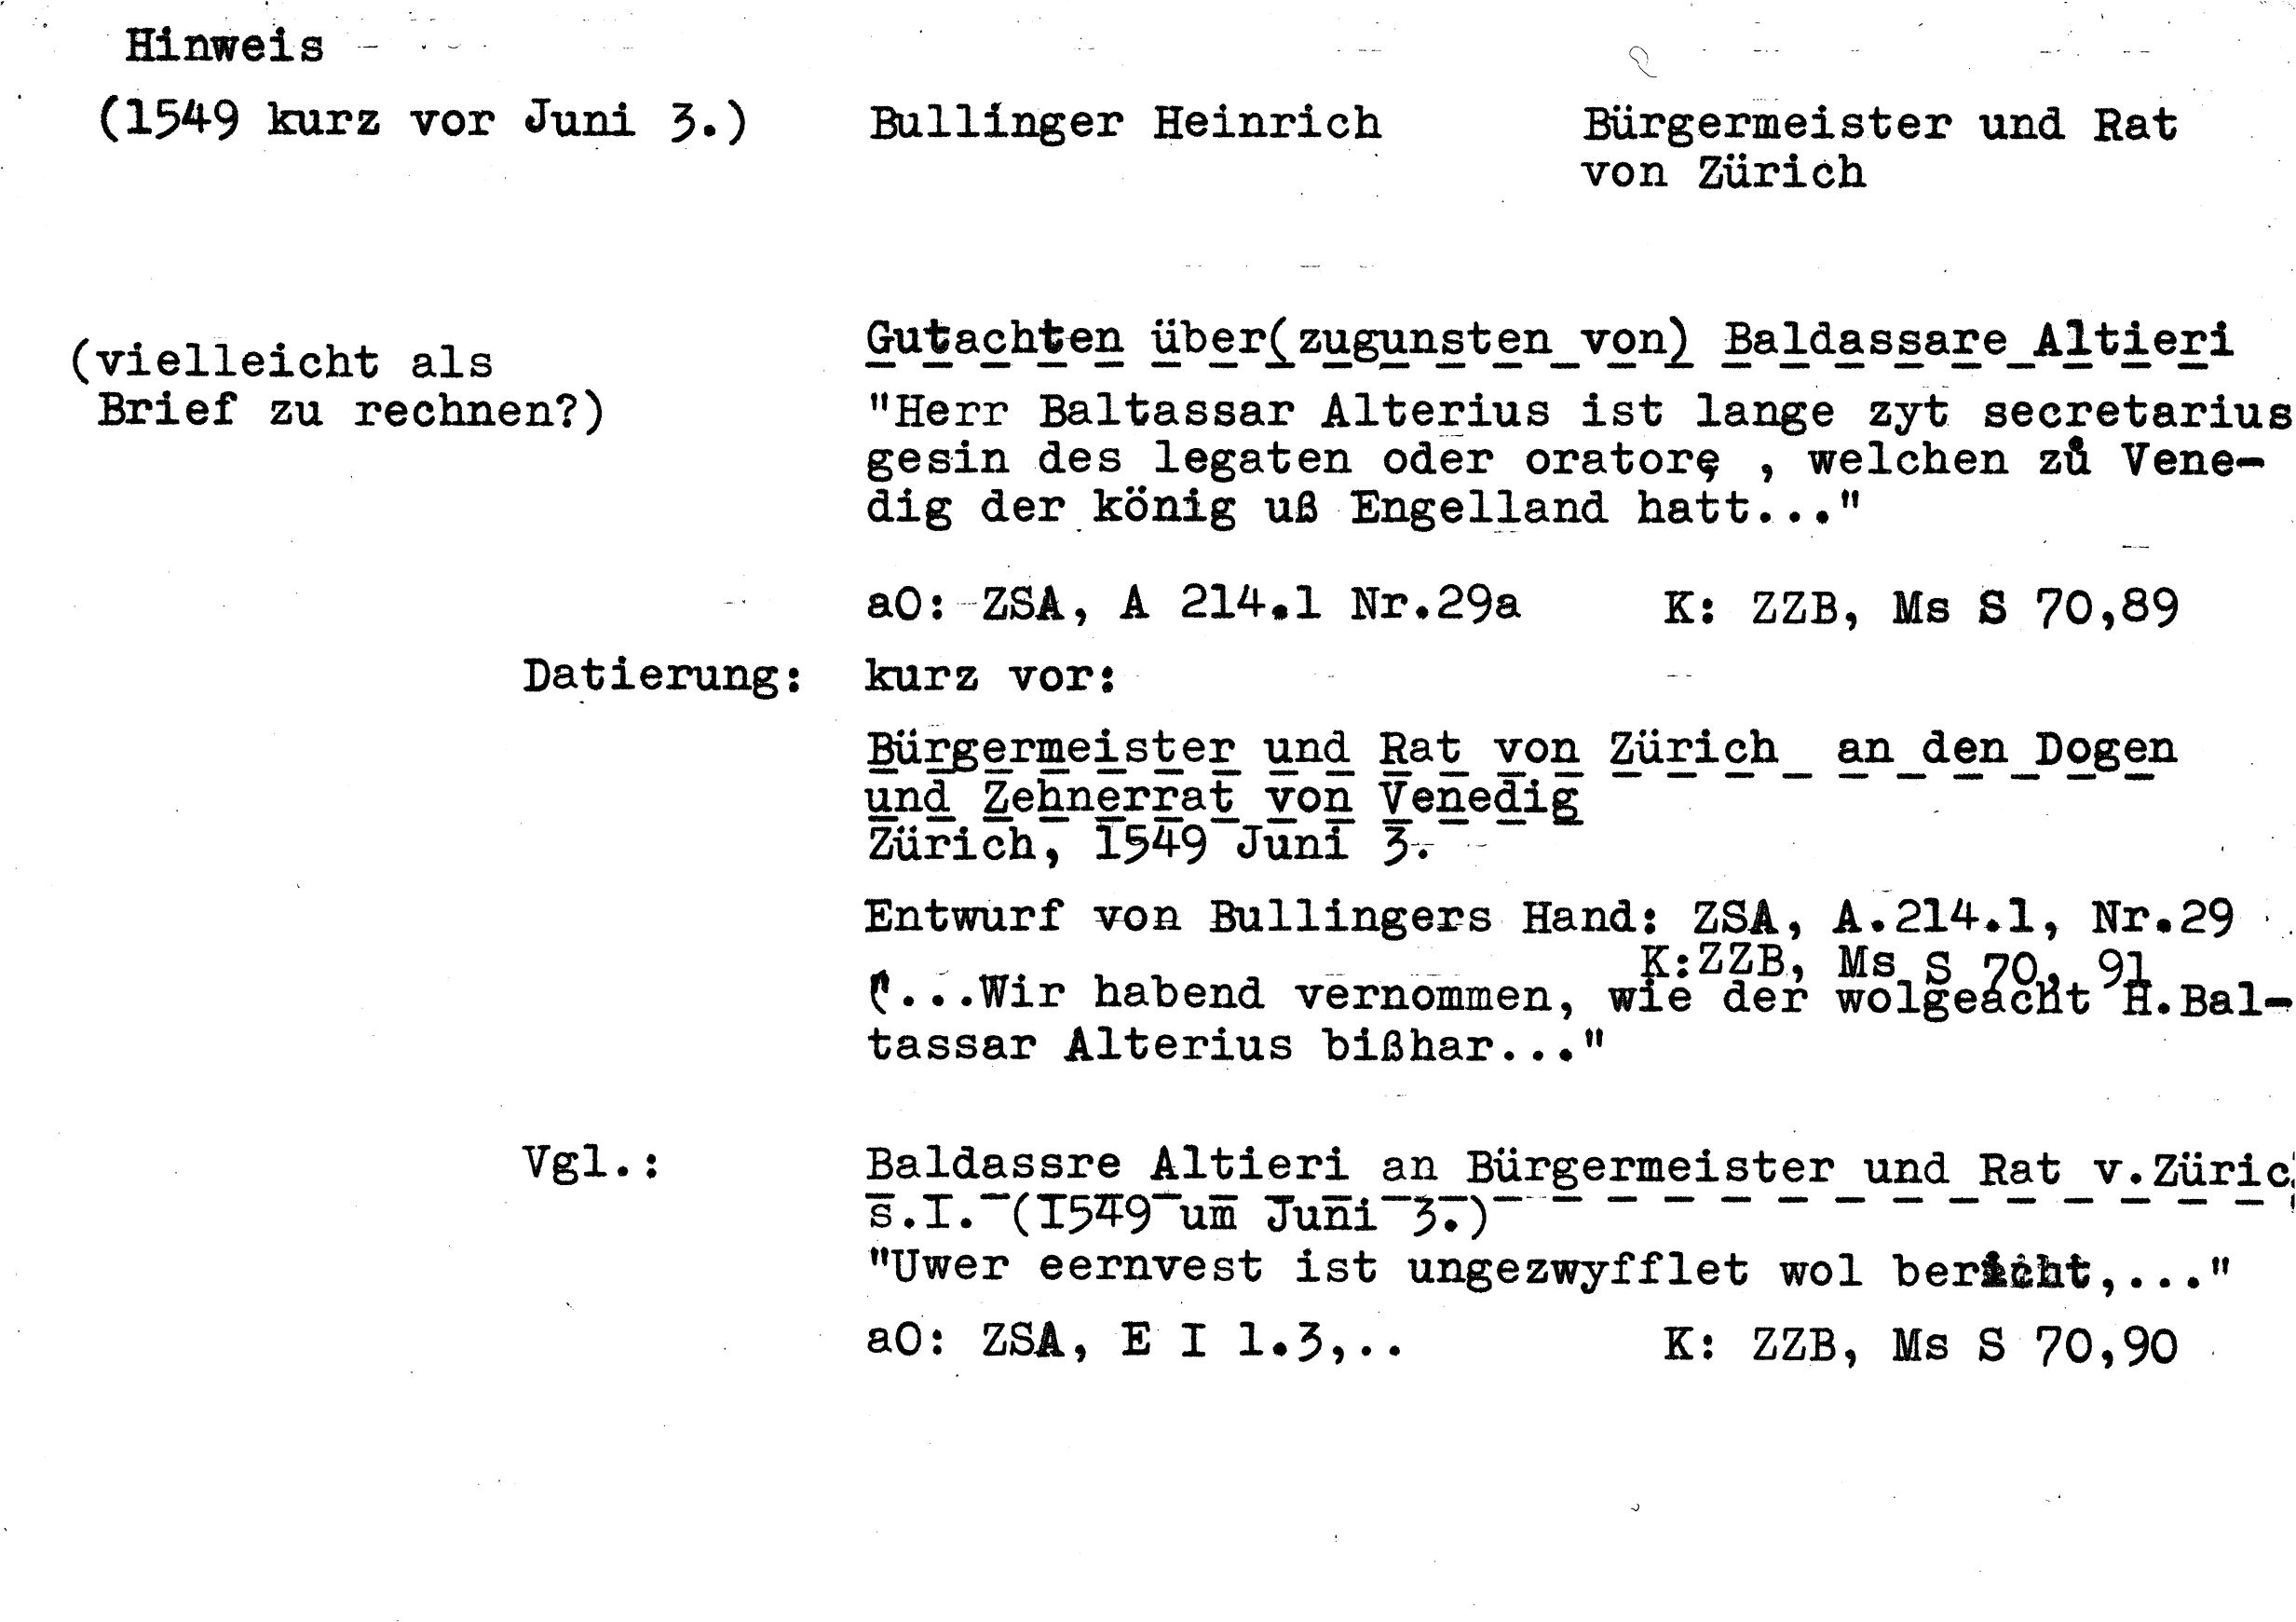 Hinweis
(1549 kurz vor Juni 3.) Bullinger Heinrich Bürgermeister und Rat
von Zürich
Gutachten über(zugunsten von) Baldassare Altieri
(vielleicht als
Brief zu rechnen?)
"Herr Baltassar Alterius ist lange zyt secretarius
gesin des legaten oder orators , welchen zů Vene-
dig der könig uß Engelland hatt..."
aO: ZSA, A 214.1 Nr.29a K: ZZB, Ms S 70,89
Datierung: kurz vor:
Bürgermeister und Rat von Zürich an den Dogen
und Zehnerrat von Venedig
Zürich, 1549 Juni 3.
Entwurf von Bullingers Hand: ZSA, A.214.1, Nr.29
K:ZZB, Ms S 70, 91
"...Wir habend vernommen, wie der wolgeacht H.Bal-
tassar Alterius bißhar..."
Vgl.: Baldassre Altieri an Bürgermeister und Rat v.Züric
s.I. (1549 um Juni 3.)
"Uwer eernvest ist ungezwyfflet wol bericht,..."
aO: ZSA, E I 1.3,.. K: ZZB, Ms S 70,90